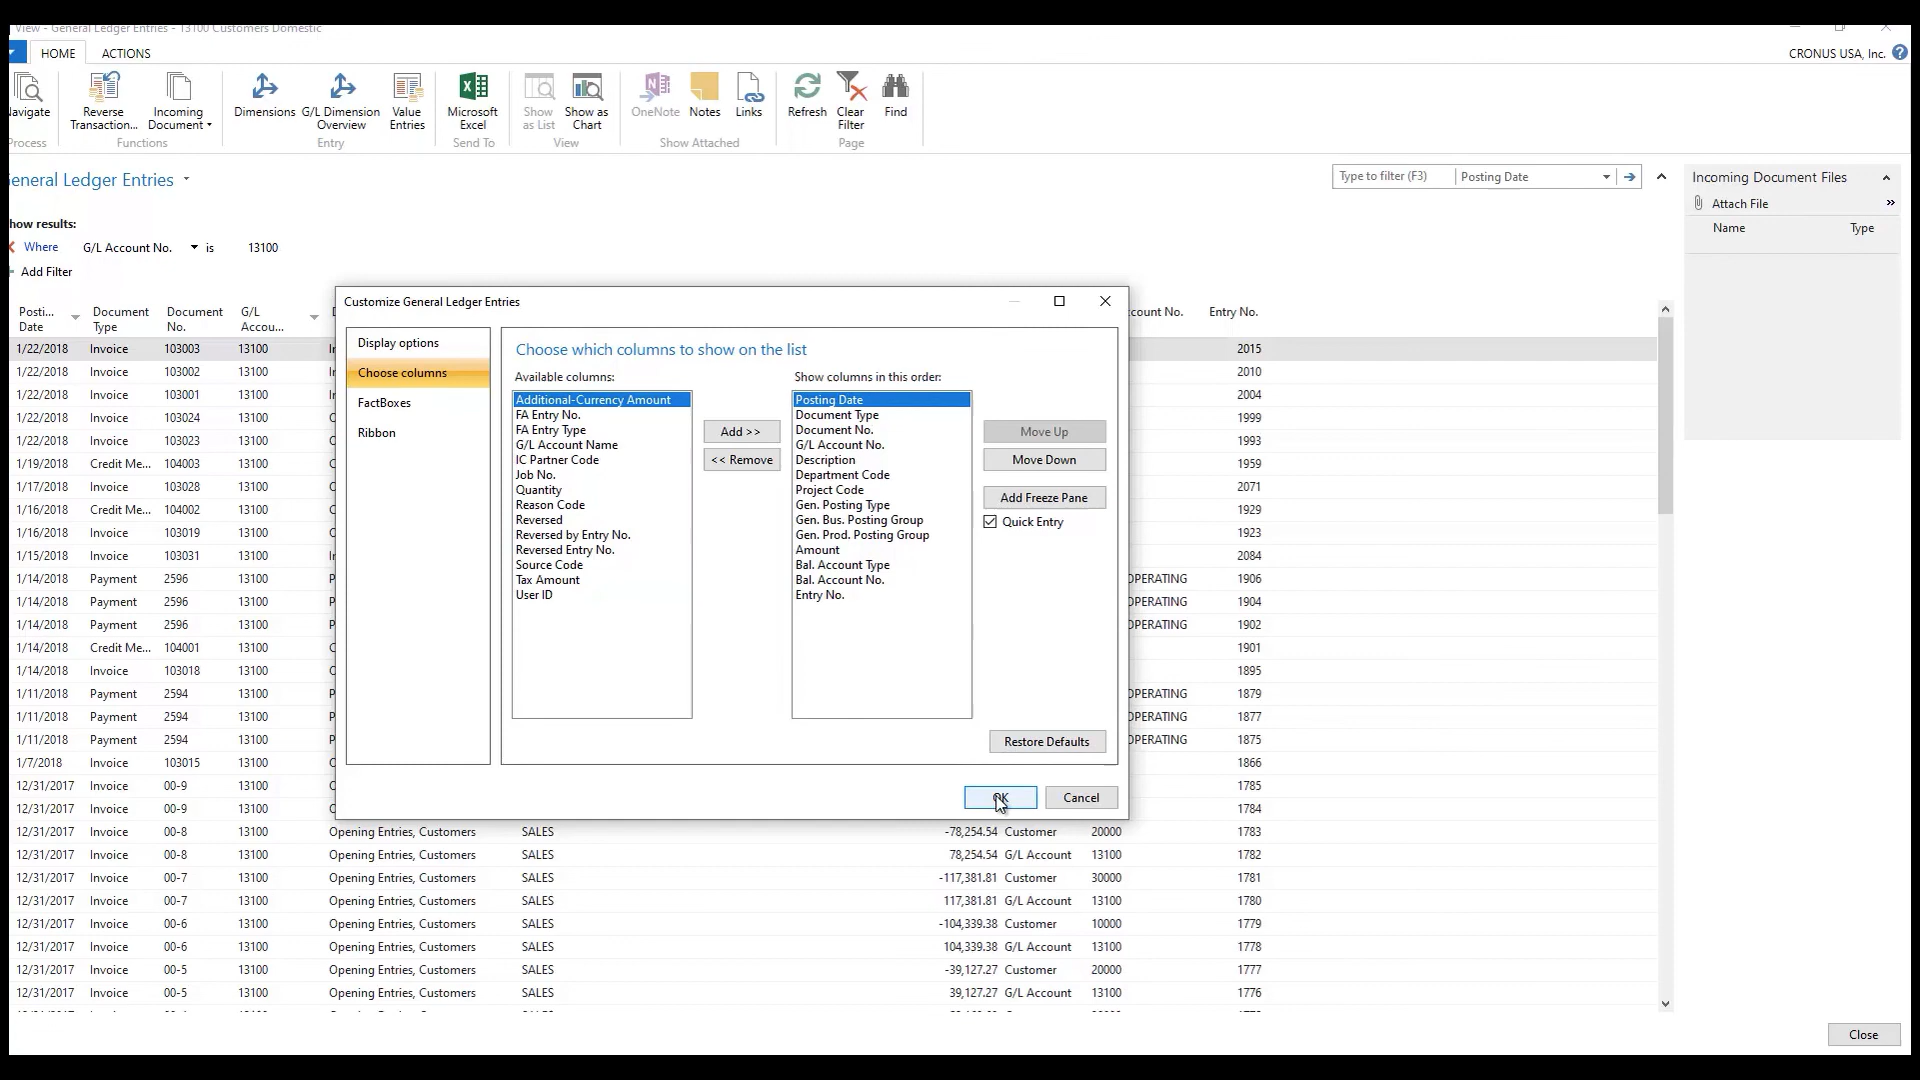 View - General Ledger Entries - 13100 Customers Domestic
HOME ACTIONS CRONUS USA, Inc. ?
Navigate
Reverse Transaction...
Incoming Document
Dimensions
G/L Dimension Overview
Value Entries
Microsoft Excel
Show as List
Show as Chart
OneNote
Notes
Links
Refresh
Clear Filter
Find
Process Functions Entry Send To View Show Attached Page
General Ledger Entries
Type to filter (F3) Posting Date
Show results:
Where G/L Account No. is 13100
Add Filter
Incoming Document Files
Attach File »
Name Type
Customize General Ledger Entries
Display options
Choose columns
FactBoxes
Ribbon
Choose which columns to show on the list
Available columns:
Additional-Currency Amount
FA Entry No.
FA Entry Type
G/L Account Name
IC Partner Code
Job No.
Quantity
Reason Code
Reversed
Reversed by Entry No.
Reversed Entry No.
Source Code
Tax Amount
User ID
Add >>
<< Remove
Show columns in this order:
Posting Date
Document Type
Document No.
G/L Account No.
Description
Department Code
Project Code
Gen. Posting Type
Gen. Bus. Posting Group
Gen. Prod. Posting Group
Amount
Bal. Account Type
Bal. Account No.
Entry No.
Move Up
Move Down
Add Freeze Pane
Quick Entry
Restore Defaults
OK Cancel
Posti... Date Document Type Document No. G/L Accou... count No. Entry No.
1/22/2018 Invoice 103003 13100 2015
1/22/2018 Invoice 103002 13100 2010
1/22/2018 Invoice 103001 13100 2004
1/22/2018 Invoice 103024 13100 1999
1/22/2018 Invoice 103023 13100 1993
1/19/2018 Credit Me... 104003 13100 1959
1/17/2018 Invoice 103028 13100 2071
1/16/2018 Credit Me... 104002 13100 1929
1/16/2018 Invoice 103019 13100 1923
1/15/2018 Invoice 103031 13100 2084
1/14/2018 Payment 2596 13100 OPERATING 1906
1/14/2018 Payment 2596 13100 OPERATING 1904
1/14/2018 Payment 2596 13100 OPERATING 1902
1/14/2018 Credit Me... 104001 13100 1901
1/14/2018 Invoice 103018 13100 1895
1/11/2018 Payment 2594 13100 OPERATING 1879
1/11/2018 Payment 2594 13100 OPERATING 1877
1/11/2018 Payment 2594 13100 OPERATING 1875
1/7/2018 Invoice 103015 13100 1866
12/31/2017 Invoice 00-9 13100 1785
12/31/2017 Invoice 00-9 13100 1784
12/31/2017 Invoice 00-8 13100 Opening Entries, Customers SALES -78,254.54 Customer 20000 1783
12/31/2017 Invoice 00-8 13100 Opening Entries, Customers SALES 78,254.54 G/L Account 13100 1782
12/31/2017 Invoice 00-7 13100 Opening Entries, Customers SALES -117,381.81 Customer 30000 1781
12/31/2017 Invoice 00-7 13100 Opening Entries, Customers SALES 117,381.81 G/L Account 13100 1780
12/31/2017 Invoice 00-6 13100 Opening Entries, Customers SALES -104,339.38 Customer 10000 1779
12/31/2017 Invoice 00-6 13100 Opening Entries, Customers SALES 104,339.38 G/L Account 13100 1778
12/31/2017 Invoice 00-5 13100 Opening Entries, Customers SALES -39,127.27 Customer 20000 1777
12/31/2017 Invoice 00-5 13100 Opening Entries, Customers SALES 39,127.27 G/L Account 13100 1776
Close